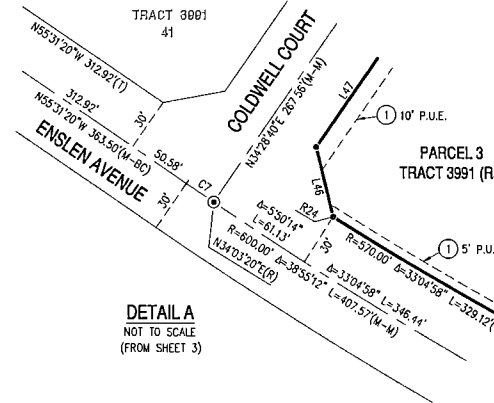 TRACT 3991
41
N55°31'20"W 312.92'(T)
312.92'
N55°31'20"W 363.50'(M-BC)
50.58'
30'
30'
ENSLEN AVENUE
COLDWELL COURT
N34°28'40"E 267.56'(M-M)
C7
N34°03'20"E(R)
Δ=5°50'14"
L=61.13'
R=600.00' Δ=38°55'12" L=407.57'(M-M)
Δ=33°04'58" L=346.44'
30'
R24
L46
L47
1 10' P.U.E.
PARCEL 3
TRACT 3991 (R
1 5' P.U.
R=570.00' Δ=33°04'58" L=329.12'(
DETAIL A
NOT TO SCALE
(FROM SHEET 3)